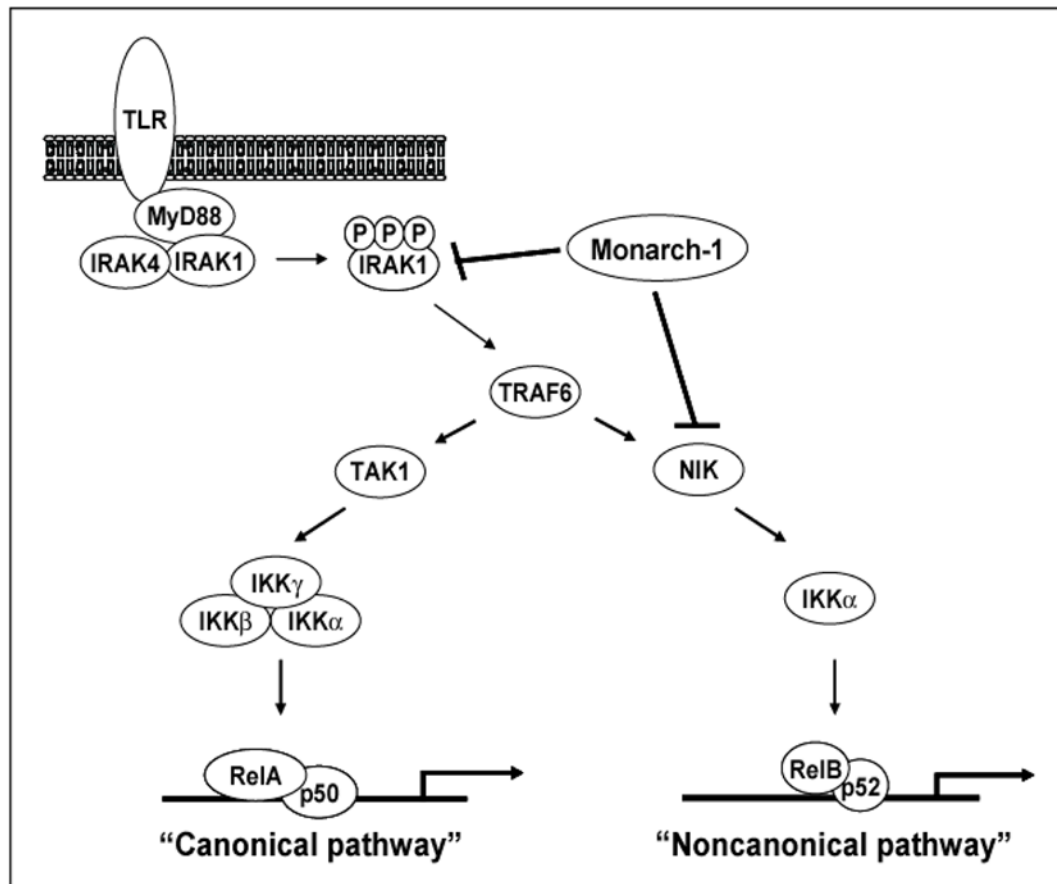 TLR
MyD88
IRAK4 IRAK1
P P P
IRAK1
Monarch-1
TRAF6
TAK1
NIK
IKKγ
IKKβ IKKα
IKKα
RelA
p50
RelB
p52
“Canonical pathway”
“Noncanonical pathway”